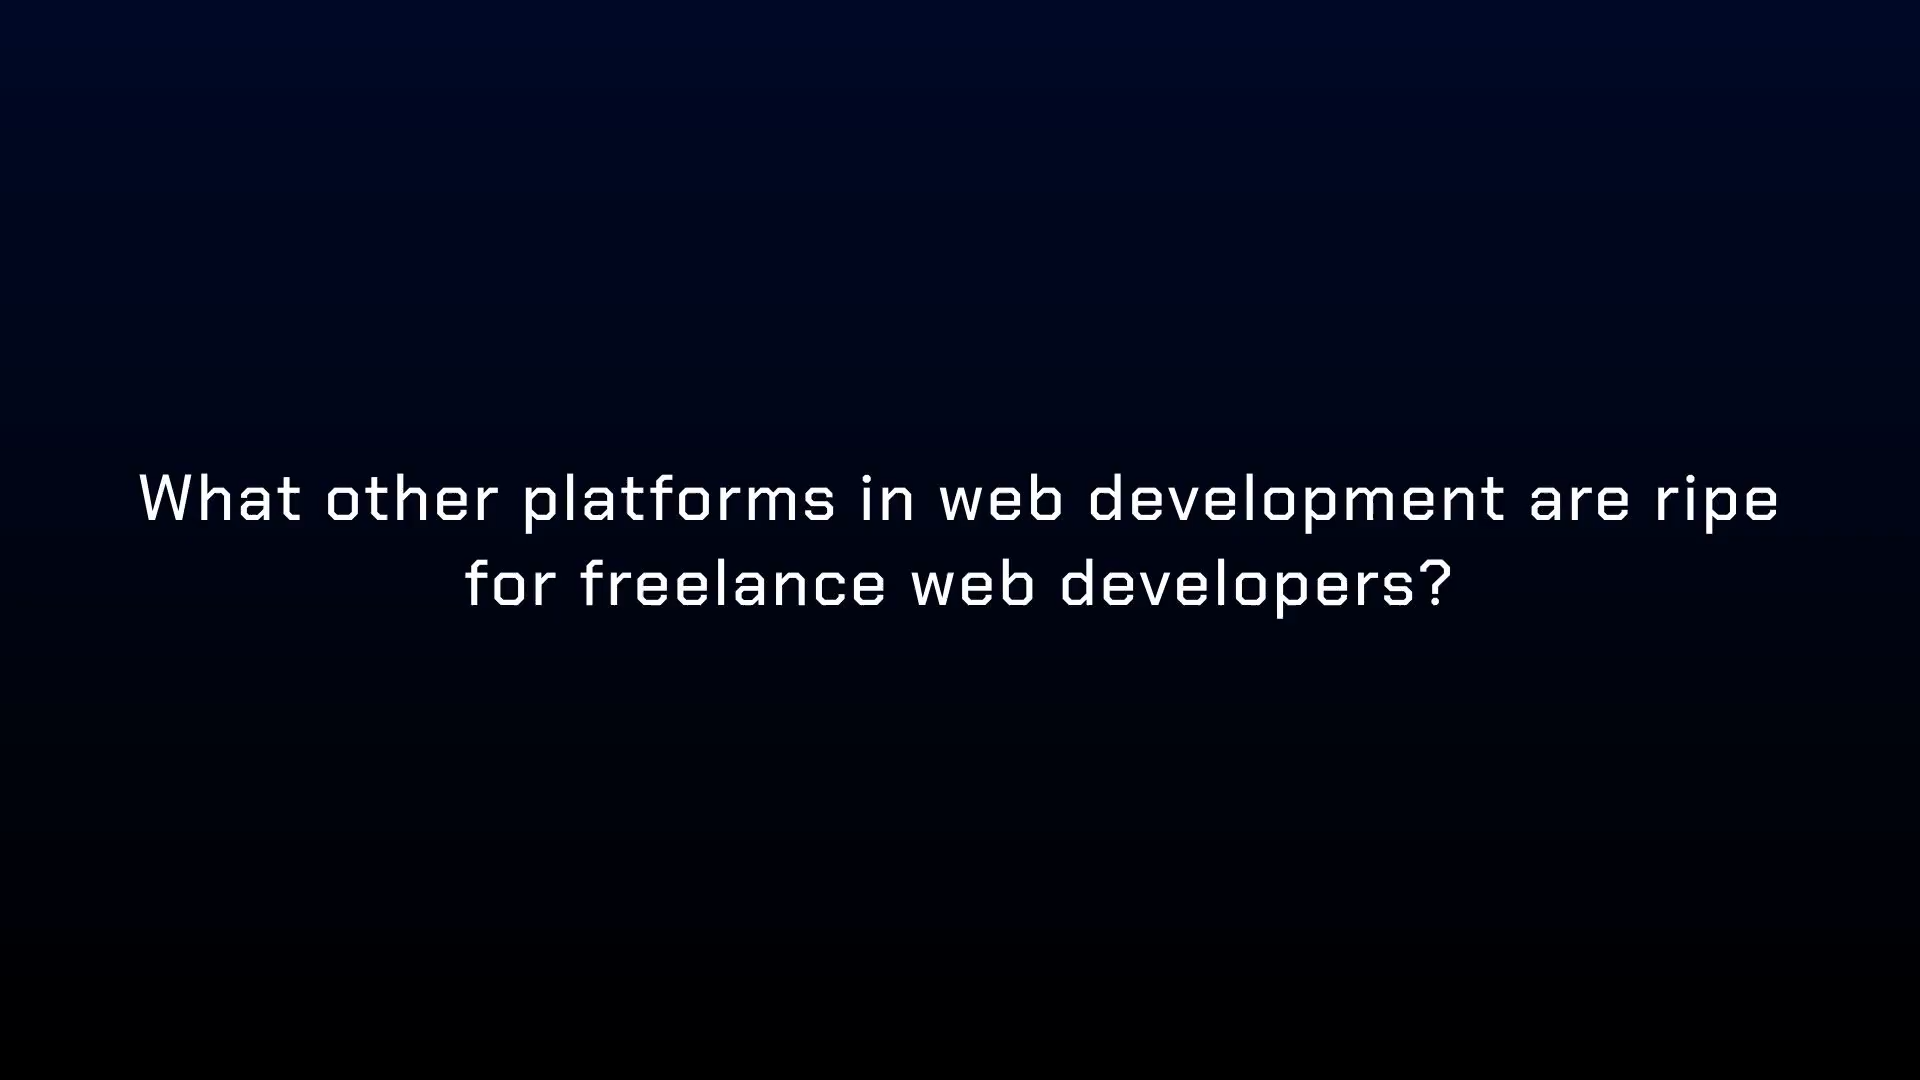 What other platforms in web development are ripe
for freelance web developers?